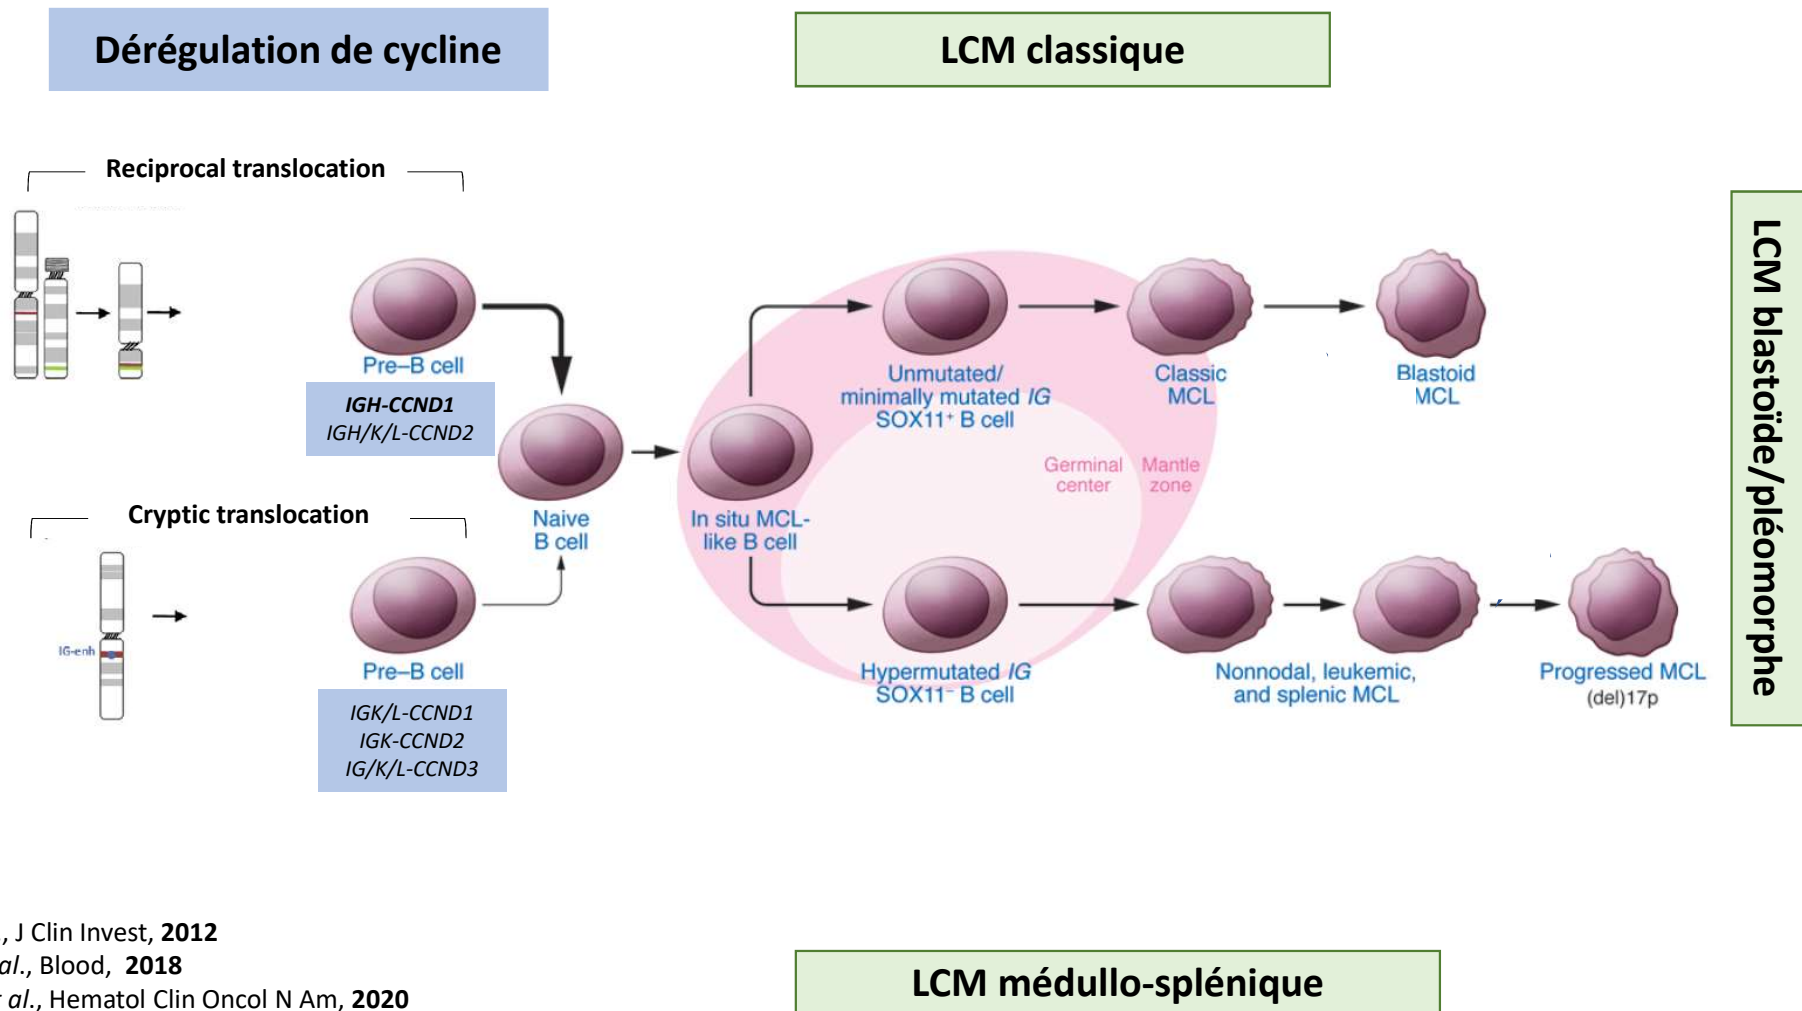 Dérégulation de cycline
LCM classique
Reciprocal translocation
Pre–B cell
IGH-CCND1
IGH/K/L-CCND2
Cryptic translocation
IG-enh
Pre–B cell
IGK/L-CCND1
IGK-CCND2
IG/K/L-CCND3
Naive
B cell
In situ MCL-
like B cell
Unmutated/
minimally mutated IG
SOX11⁺ B cell
Classic
MCL
Blastoid
MCL
Germinal
center
Mantle
zone
Hypermutated IG
SOX11⁻ B cell
Nonnodal, leukemic,
and splenic MCL
Progressed MCL
(del)17p
LCM blastoïde/pléomorphe
., J Clin Invest, 2012
al., Blood, 2018
al., Hematol Clin Oncol N Am, 2020
LCM médullo-splénique